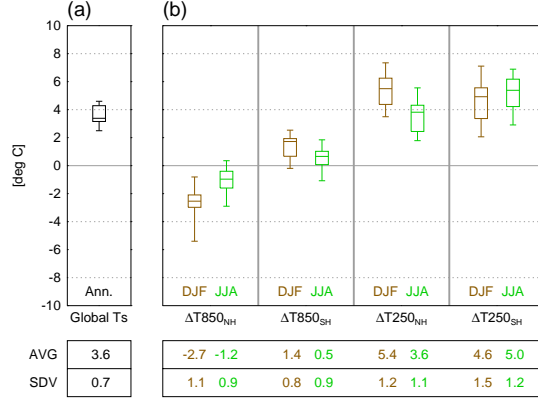 (a) (b)
[deg C]
10
8
6
4
2
0
-2
-4
-6
-8
-10
Ann. DJF JJA DJF JJA DJF JJA DJF JJA
Global Ts ΔT850NH ΔT850SH ΔT250NH ΔT250SH
AVG 3.6 -2.7 -1.2 1.4 0.5 5.4 3.6 4.6 5.0
SDV 0.7 1.1 0.9 0.8 0.9 1.2 1.1 1.5 1.2